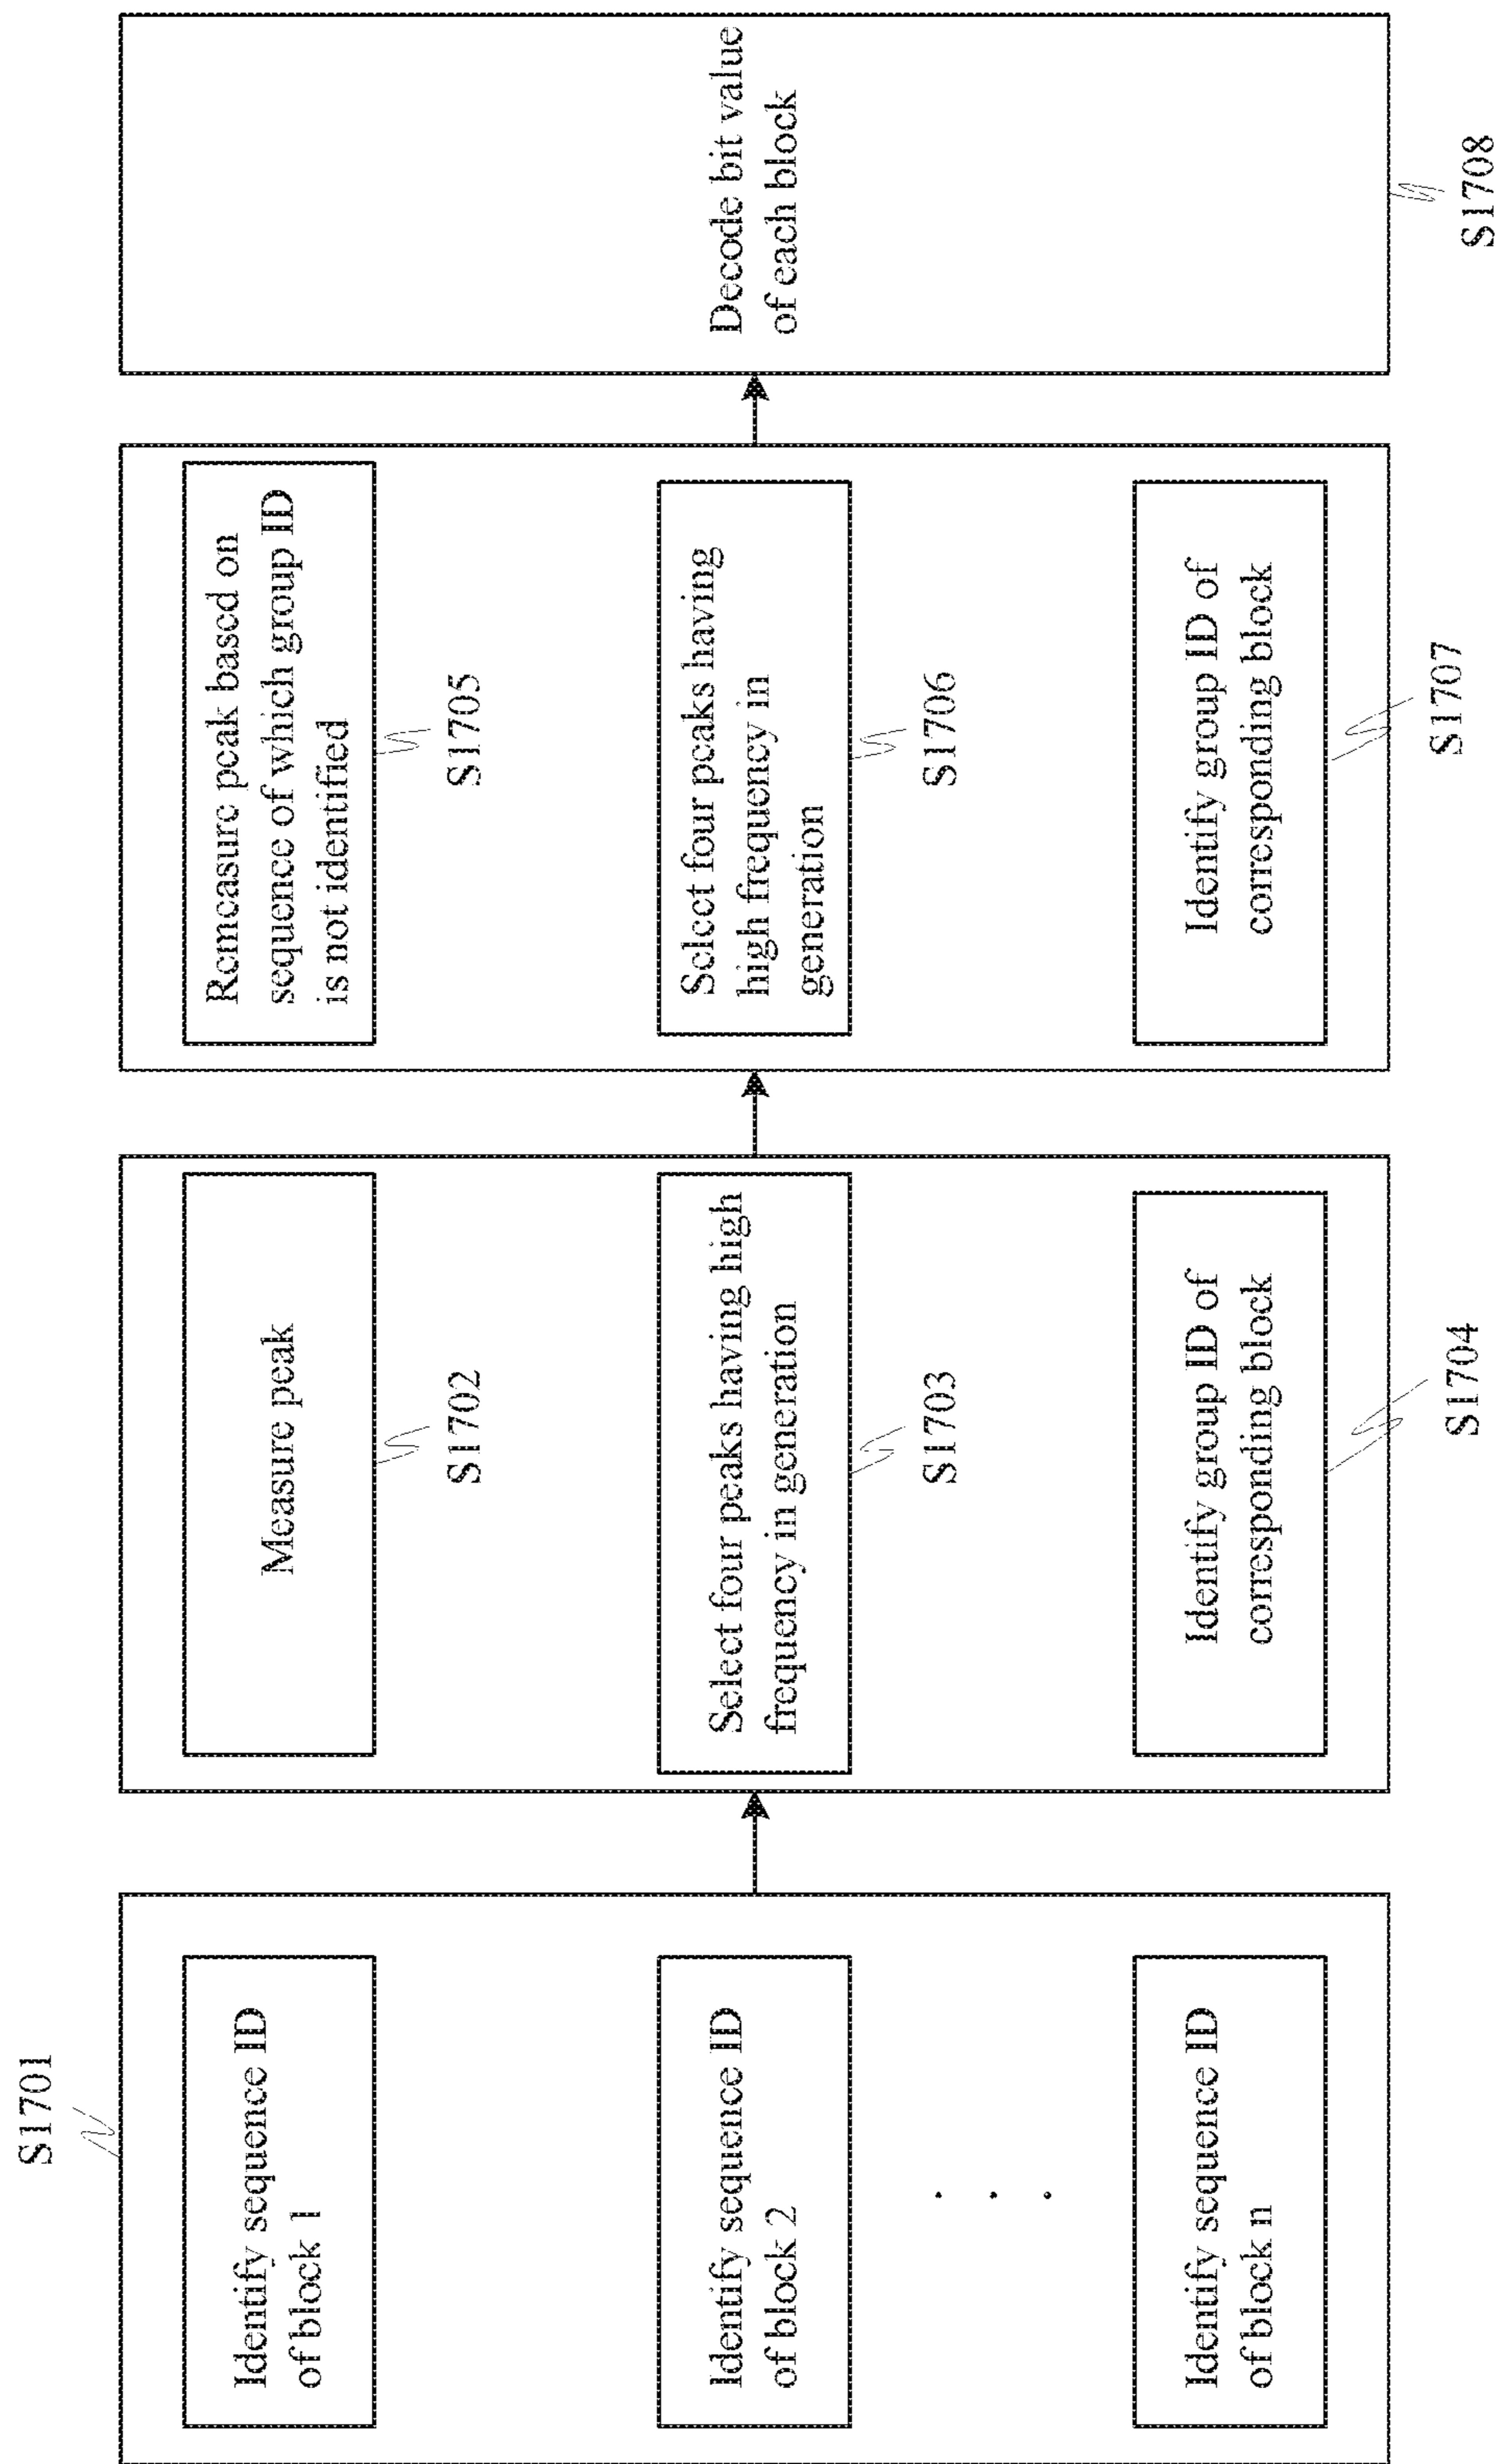 S1701
Identify sequence ID
of block 1
Identify sequence ID
of block 2
. . .
Identify sequence ID
of block n
Measure peak
S1702
Select four peaks having high
frequency in generation
S1703
Identify group ID of
corresponding block
S1704
Remeasure peak based on
sequence of which group ID
is not identified
S1705
Select four peaks having
high frequency in
generation
S1706
Identify group ID of
corresponding block
S1707
Decode bit value
of each block
S1708